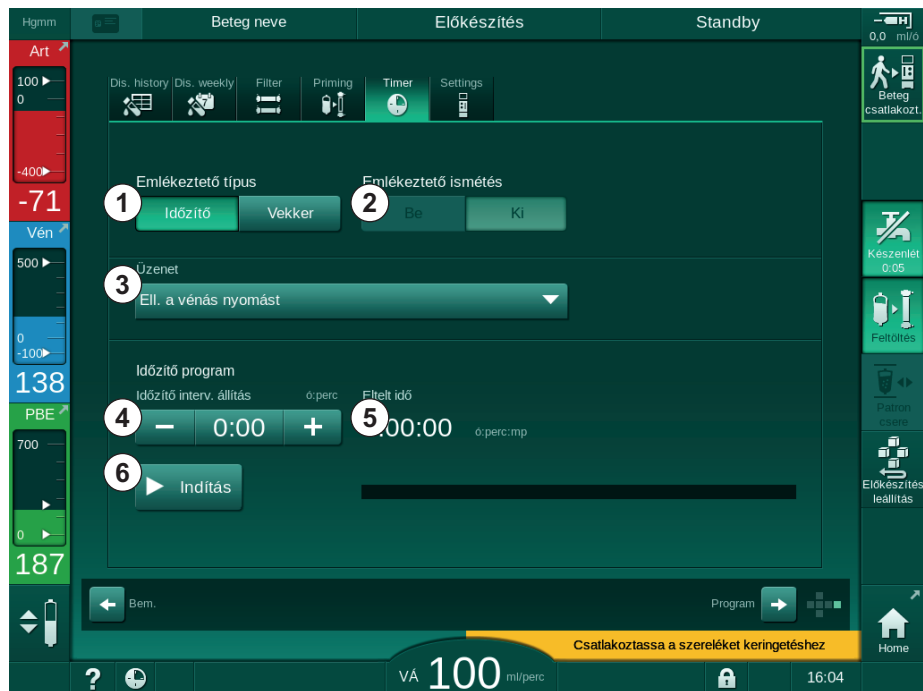 Hgmm
Beteg neve
Előkészítés
Standby
0,0 ml/ó
Art
100
0
-400
-71
Vén
500
0
-100
138
PBE
700
0
187
Dis. history
Dis. weekly
Filter
Priming
Timer
Settings
Emlékeztető típus
Emlékeztető ismétés
1
Időzítő
Vekker
2
Be
Ki
Üzenet
3
Ell. a vénás nyomást
Időzítő program
Időzítő interv. állítás
ó:perc
Eltelt idő
4
0:00
5
:00:00
ó:perc:mp
6
Indítás
Bem.
Program
Csatlakoztassa a szereléket keringetéshez
? VÁ 100 ml/perc
16:04
Beteg
csatlakozt.
Készenlét
0:05
Feltöltés
Patron
csere
Előkészítés
leállítás
Home